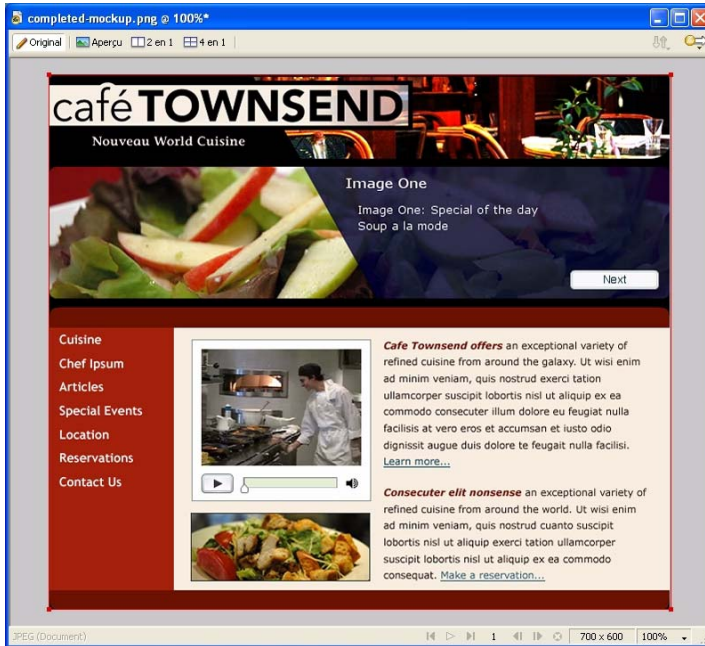 completed-mockup.png @ 100%*
Original Aperçu 2 en 1 4 en 1
café TOWNSEND
Nouveau World Cuisine
Image One
Image One: Special of the day
Soup a la mode
Next
Cuisine
Chef Ipsum
Articles
Special Events
Location
Reservations
Contact Us
Cafe Townsend offers an exceptional variety of
refined cuisine from around the galaxy. Ut wisi enim
ad minim veniam, quis nostrud exerci tation
ullamcorper suscipit lobortis nisl ut aliquip ex ea
commodo consecuter illum dolore eu feugiat nulla
facilisis at vero eros et accumsan et iusto odio
dignissit augue duis dolore te feugait nulla facilisi.
Learn more...
Consecuter elit nonsense an exceptional variety of
refined cuisine from around the world. Ut wisi enim
ad minim veniam, quis nostrud cuanto suscipit
lobortis nisl ut aliquip exerci tation ullamcorper
suscipit lobortis nisl ut aliquip ex ea commodo
consequat. Make a reservation...
JPEG (Document) 1 700 x 600 100%